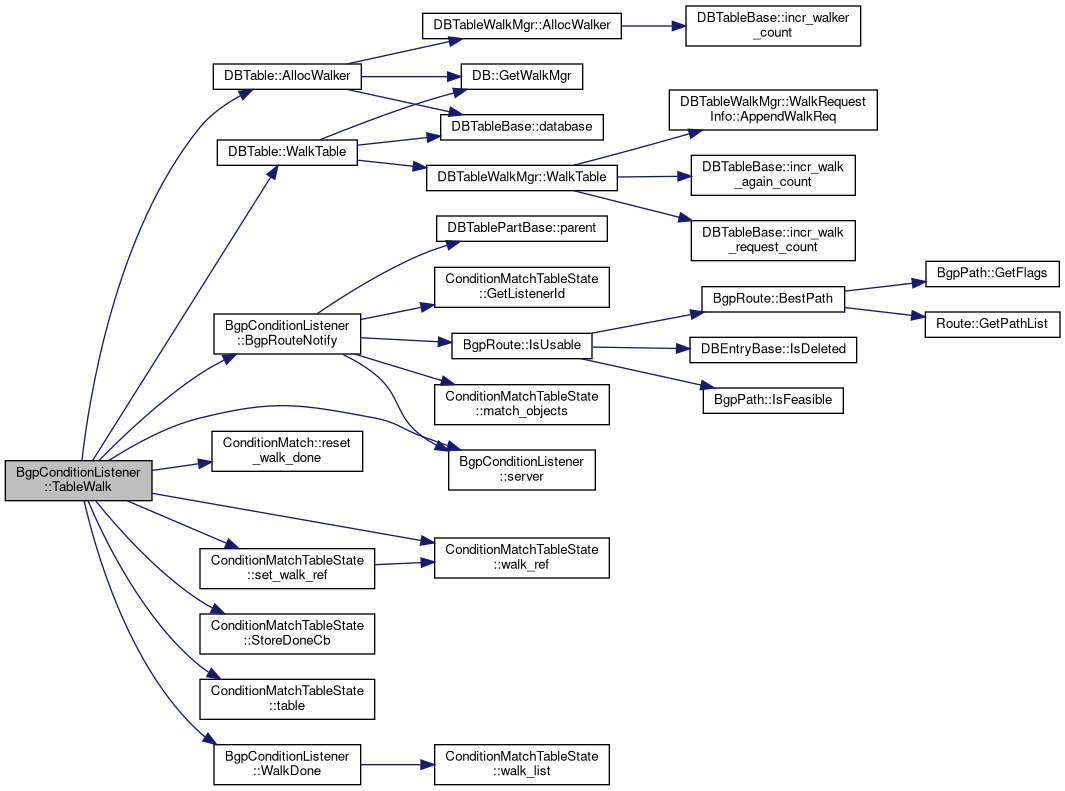 DBTableWalkMgr::AllocWalker
DBTableBase::incr_walker
_count
DBTable::AllocWalker
DB::GetWalkMgr
DBTableWalkMgr::WalkRequest
Info::AppendWalkReq
DBTableBase::database
DBTable::WalkTable
DBTableWalkMgr::WalkTable
DBTableBase::incr_walk
_again_count
DBTableBase::incr_walk
_request_count
DBTablePartBase::parent
ConditionMatchTableState
::GetListenerId
BgpPath::GetFlags
BgpRoute::BestPath
Route::GetPathList
BgpConditionListener
::BgpRouteNotify
BgpRoute::IsUsable
DBEntryBase::IsDeleted
ConditionMatchTableState
::match_objects
BgpPath::IsFeasible
ConditionMatch::reset
_walk_done
BgpConditionListener
::server
BgpConditionListener
::TableWalk
ConditionMatchTableState
::set_walk_ref
ConditionMatchTableState
::walk_ref
ConditionMatchTableState
::StoreDoneCb
ConditionMatchTableState
::table
BgpConditionListener
::WalkDone
ConditionMatchTableState
::walk_list